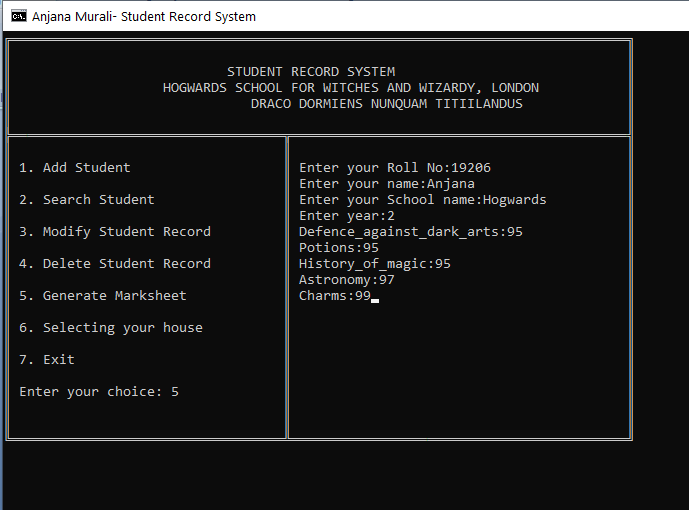 Anjana Murali- Student Record System
STUDENT RECORD SYSTEM
HOGWARDS SCHOOL FOR WITCHES AND WIZARDY, LONDON
DRACO DORMIENS NUNQUAM TITIILANDUS
1. Add Student
2. Search Student
3. Modify Student Record
4. Delete Student Record
5. Generate Marksheet
6. Selecting your house
7. Exit
Enter your choice: 5
Enter your Roll No:19206
Enter your name:Anjana
Enter your School name:Hogwards
Enter year:2
Defence_against_dark_arts:95
Potions:95
History_of_magic:95
Astronomy:97
Charms:99